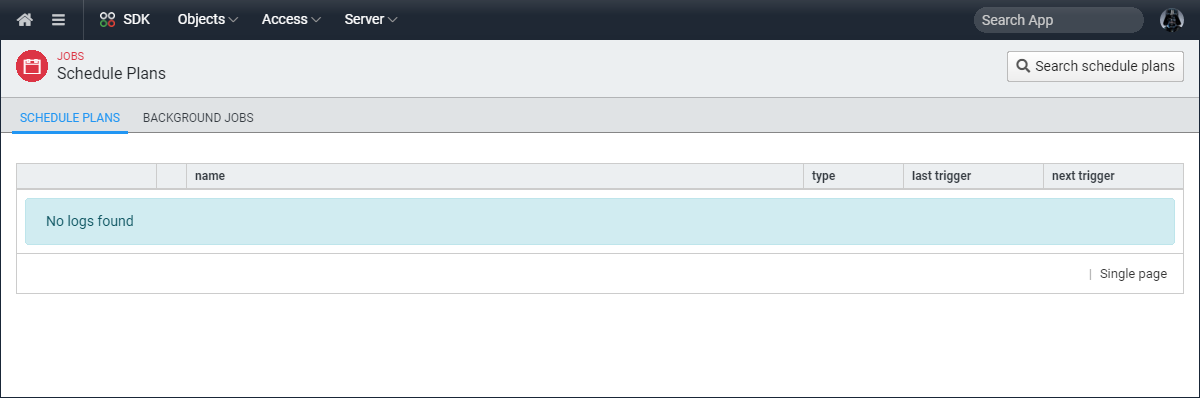 SDK Objects Access Server Search App
JOBS
Schedule Plans
Search schedule plans
SCHEDULE PLANS BACKGROUND JOBS
name type last trigger next trigger
No logs found
| Single page